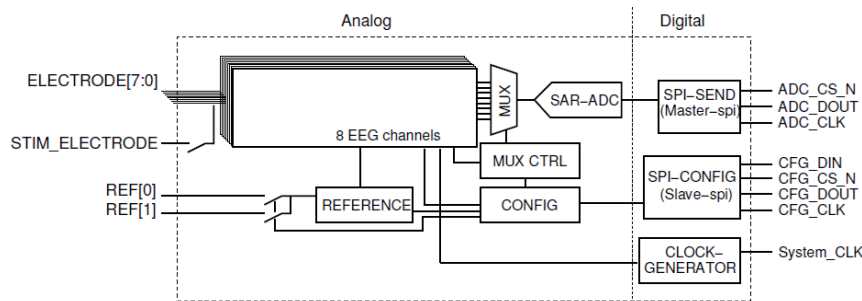 Analog
Digital
ELECTRODE[7:0]
STIM_ELECTRODE
REF[0]
REF[1]
8 EEG channels
MUX
SAR-ADC
SPI-SEND
(Master-spi)
ADC_CS_N
ADC_DOUT
ADC_CLK
MUX CTRL
REFERENCE
CONFIG
SPI-CONFIG
(Slave-spi)
CFG_DIN
CFG_CS_N
CFG_DOUT
CFG_CLK
CLOCK-
GENERATOR
System_CLK